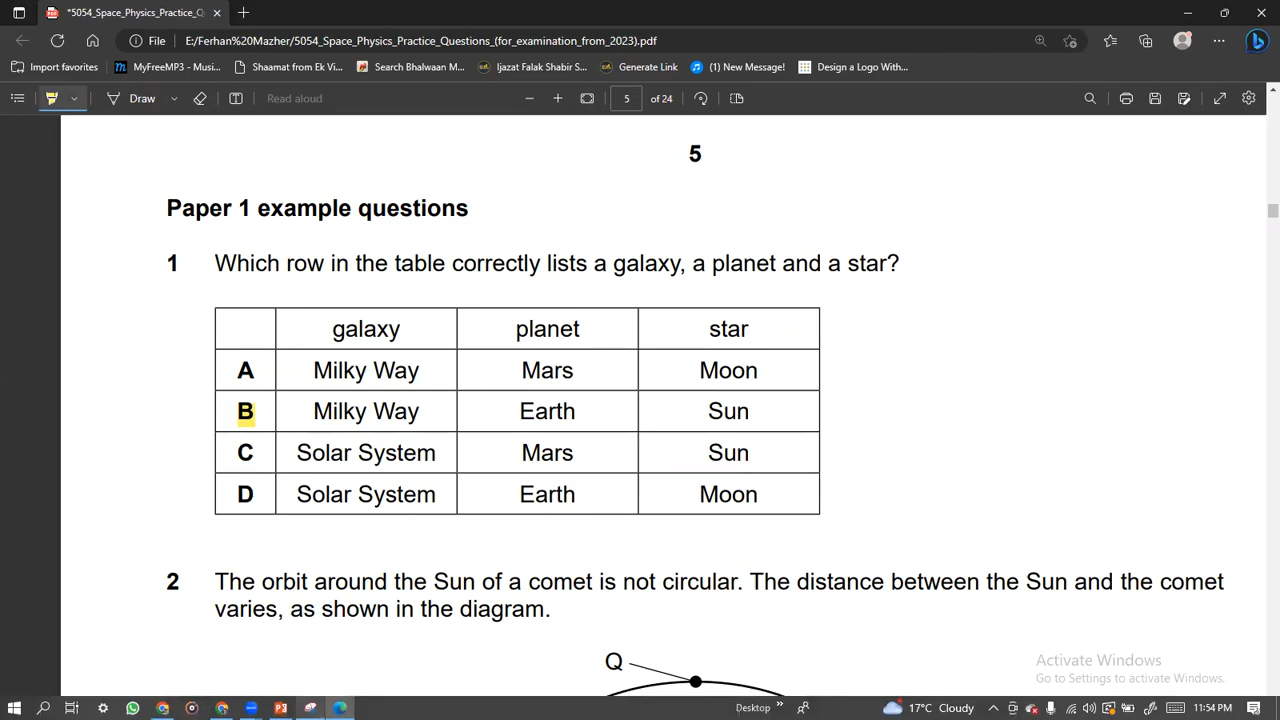 *5054_Space_Physics_Practice_Q
File E:/Ferhan%20Mazher/5054_Space_Physics_Practice_Questions_(for_examination_from_2023).pdf
Import favorites MyFreeMP3 - Musi... Shaamat from Ek Vi... Search Bhalwaan M... Ijazat Falak Shabir S... Generate Link (1) New Message! Design a Logo With...
Draw Read aloud 5 of 24
5
Paper 1 example questions
1 Which row in the table correctly lists a galaxy, a planet and a star?
galaxy planet star
A Milky Way Mars Moon
B Milky Way Earth Sun
C Solar System Mars Sun
D Solar System Earth Moon
2 The orbit around the Sun of a comet is not circular. The distance between the Sun and the comet
varies, as shown in the diagram.
Q
Activate Windows
Go to Settings to activate Windows.
Desktop 17°C Cloudy 11:54 PM